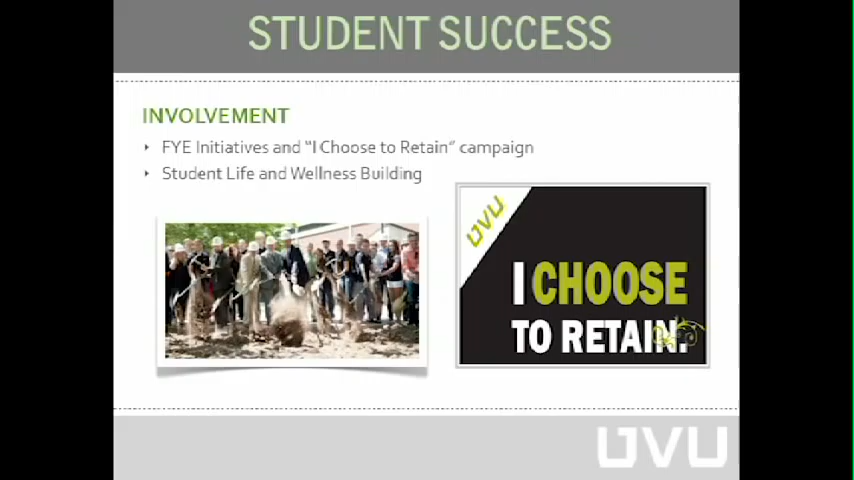 STUDENT SUCCESS
INVOLVEMENT
FYE Initiatives and “I Choose to Retain” campaign
Student Life and Wellness Building
UVU
I CHOOSE
TO RETAIN.
UVU